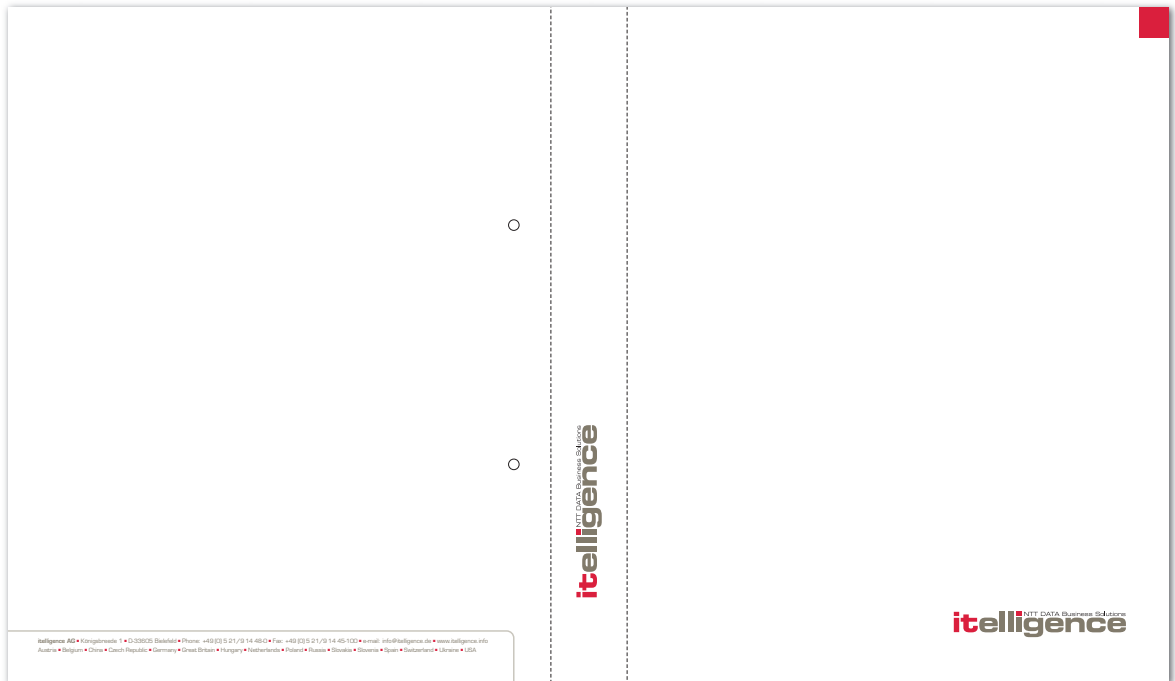 itelligence AG ▪ Königsbreede 1 ▪ D-33605 Bielefeld ▪ Phone: +49 (0) 5 21 / 9 14 48-0 ▪ Fax: +49 (0) 5 21 / 9 14 45-100 ▪ e-mail: info@itelligence.de ▪ www.itelligence.info
Austria ▪ Belgium ▪ China ▪ Czech Republic ▪ Germany ▪ Great Britain ▪ Hungary ▪ Netherlands ▪ Poland ▪ Russia ▪ Slovakia ▪ Slovenia ▪ Spain ▪ Switzerland ▪ Ukraine ▪ USA
NTT DATA Business Solutions
itelligence
NTT DATA Business Solutions
itelligence